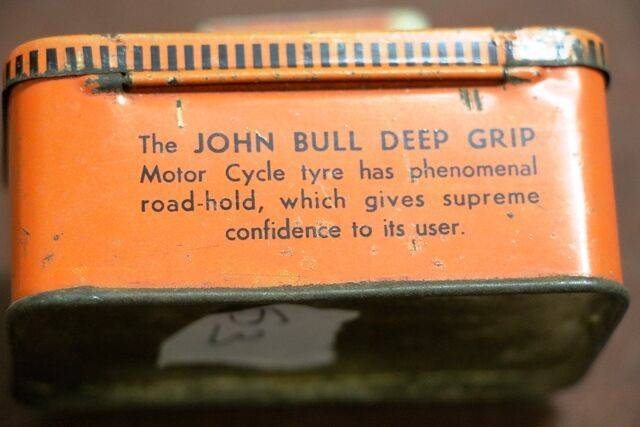 The JOHN BULL DEEP GRIP
Motor Cycle tyre has phenomenal
road-hold, which gives supreme
confidence to its user.